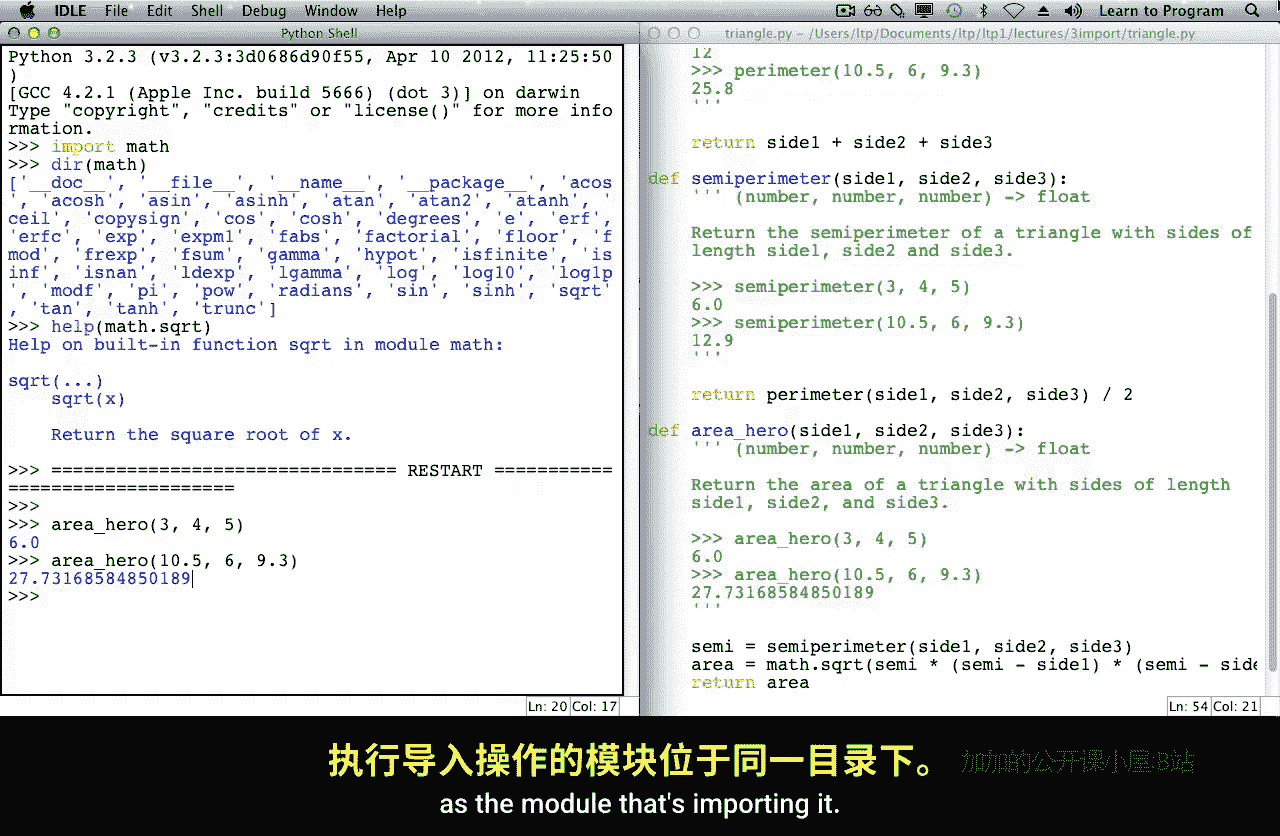 IDLE File Edit Shell Debug Window Help Learn to Program
Python Shell
Python 3.2.3 (v3.2.3:3d0686d90f55, Apr 10 2012, 11:25:50
)
[GCC 4.2.1 (Apple Inc. build 5666) (dot 3)] on darwin
Type "copyright", "credits" or "license()" for more info
rmation.
>>> import math
>>> dir(math)
['__doc__', '__file__', '__name__', '__package__', 'acos
', 'acosh', 'asin', 'asinh', 'atan', 'atan2', 'atanh', '
ceil', 'copysign', 'cos', 'cosh', 'degrees', 'e', 'erf',
'erfc', 'exp', 'expm1', 'fabs', 'factorial', 'floor', 'f
mod', 'frexp', 'fsum', 'gamma', 'hypot', 'isfinite', 'is
inf', 'isnan', 'ldexp', 'lgamma', 'log', 'log10', 'log1p
', 'modf', 'pi', 'pow', 'radians', 'sin', 'sinh', 'sqrt'
, 'tan', 'tanh', 'trunc']
>>> help(math.sqrt)
Help on built-in function sqrt in module math:
sqrt(...)
sqrt(x)
Return the square root of x.
>>> ================================ RESTART ===========
=====================
>>>
>>> area_hero(3, 4, 5)
6.0
>>> area_hero(10.5, 6, 9.3)
27.73168584850189
>>>
Ln: 20 Col: 17
triangle.py – /Users/ltp/Documents/ltp/ltp1/lectures/3import/triangle.py
12
>>> perimeter(10.5, 6, 9.3)
25.8
'''
return side1 + side2 + side3
def semiperimeter(side1, side2, side3):
''' (number, number, number) -> float
Return the semiperimeter of a triangle with sides of
length side1, side2 and side3.
>>> semiperimeter(3, 4, 5)
6.0
>>> semiperimeter(10.5, 6, 9.3)
12.9
'''
return perimeter(side1, side2, side3) / 2
def area_hero(side1, side2, side3):
''' (number, number, number) -> float
Return the area of a triangle with sides of length
side1, side2, and side3.
>>> area_hero(3, 4, 5)
6.0
>>> area_hero(10.5, 6, 9.3)
27.73168584850189
'''
semi = semiperimeter(side1, side2, side3)
area = math.sqrt(semi * (semi - side1) * (semi - side
return area
Ln: 54 Col: 21
执行导入操作的模块位于同一目录下。
加加的公开课小屋:B站
as the module that's importing it.